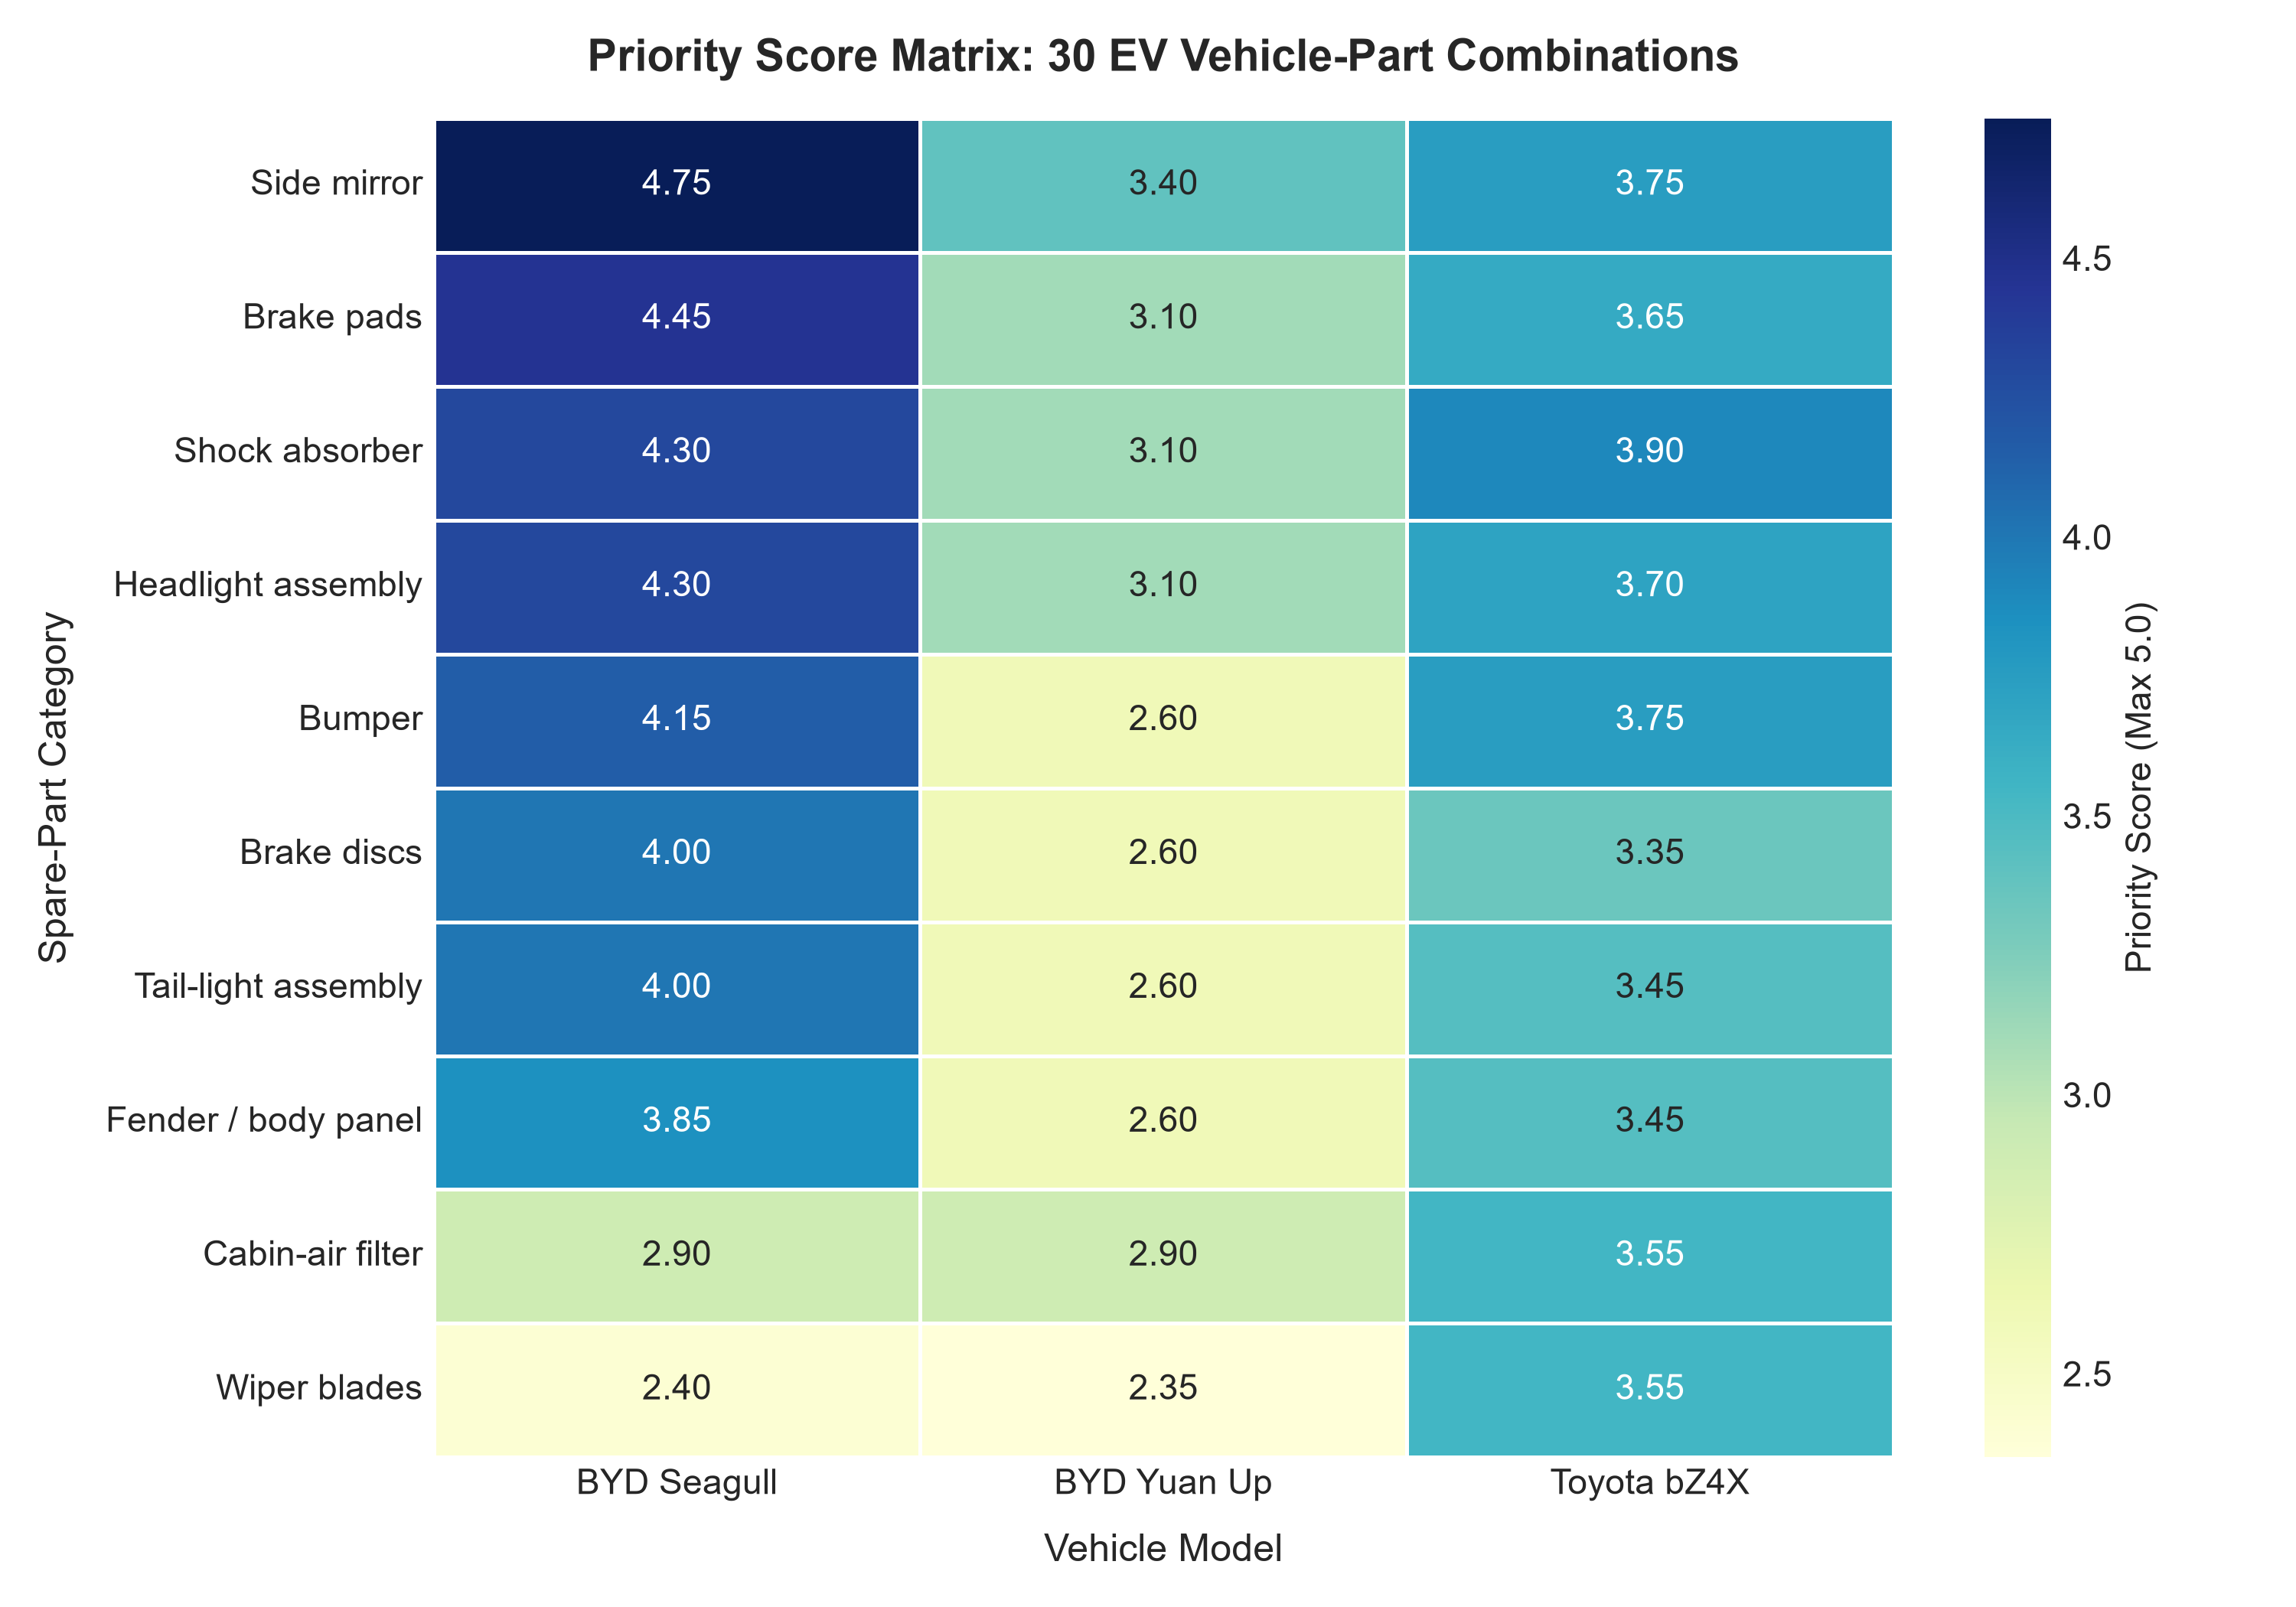 Priority Score Matrix: 30 EV Vehicle-Part Combinations
Spare-Part Category
Side mirror 4.75 3.40 3.75
Brake pads 4.45 3.10 3.65
Shock absorber 4.30 3.10 3.90
Headlight assembly 4.30 3.10 3.70
Bumper 4.15 2.60 3.75
Brake discs 4.00 2.60 3.35
Tail-light assembly 4.00 2.60 3.45
Fender / body panel 3.85 2.60 3.45
Cabin-air filter 2.90 2.90 3.55
Wiper blades 2.40 2.35 3.55
BYD Seagull BYD Yuan Up Toyota bZ4X
Vehicle Model
4.5
4.0
3.5
3.0
2.5
Priority Score (Max 5.0)